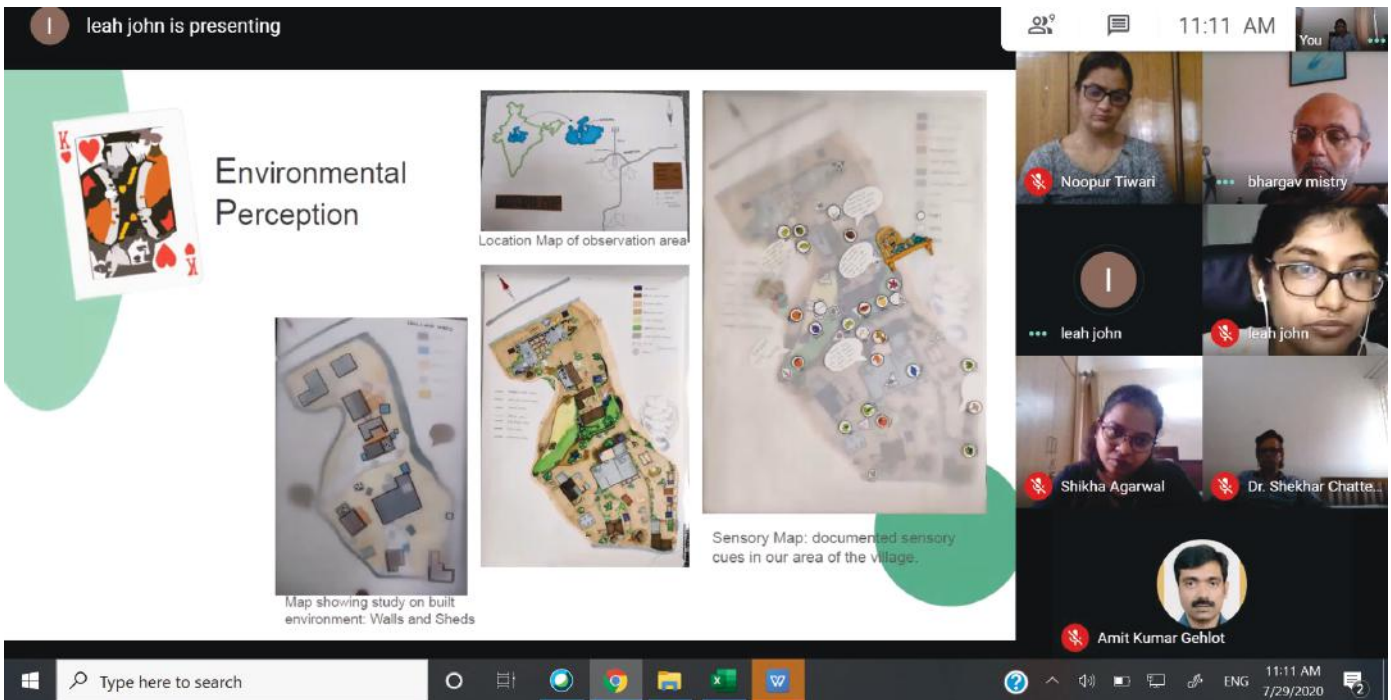 l
leah john is presenting
9
11:11 AM
You
K
Environmental
Perception
K
Location Map of observation area
Map showing study on built
environment: Walls and Sheds
Sensory Map: documented sensory
cues in our area of the village.
Noopur Tiwari
bhargav mistry
l
leah john
leah john
Shikha Agarwal
Dr. Shekhar Chatte...
Amit Kumar Gehlot
Type here to search
ENG
11:11 AM
7/29/2020
2